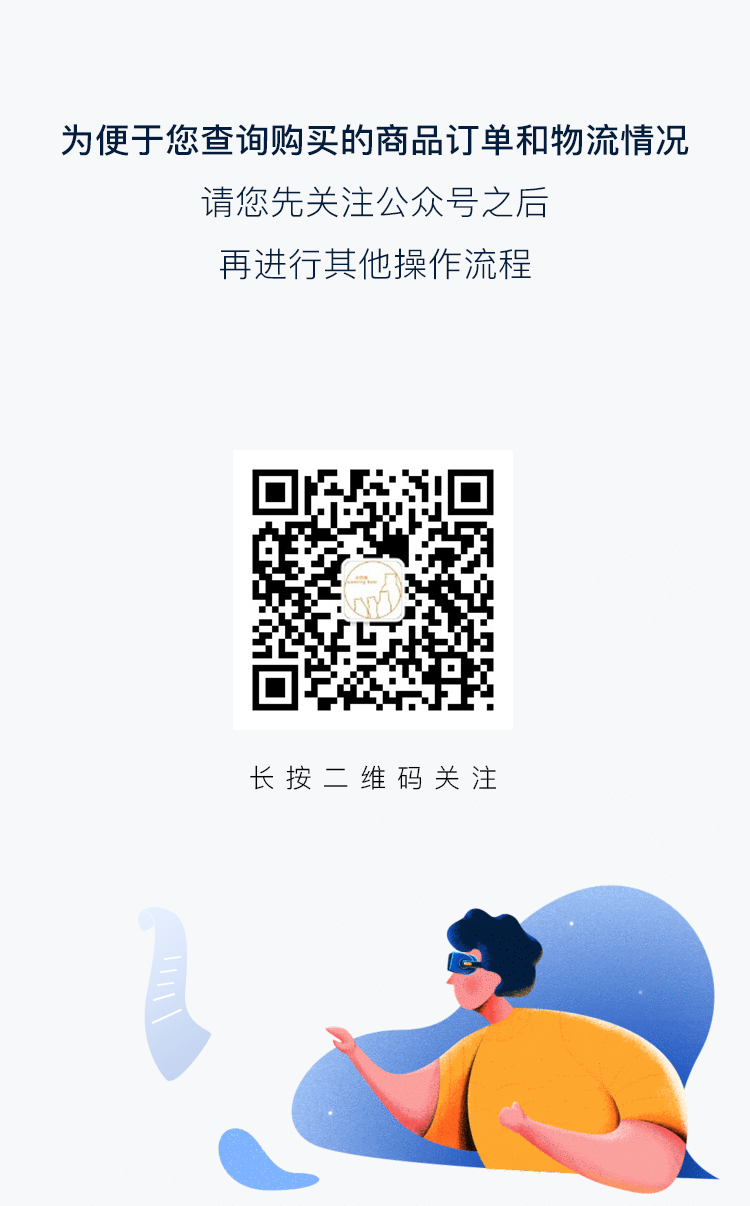 为便于您查询购买的商品订单和物流情况
请您先关注公众号之后
再进行其他操作流程
长按二维码关注